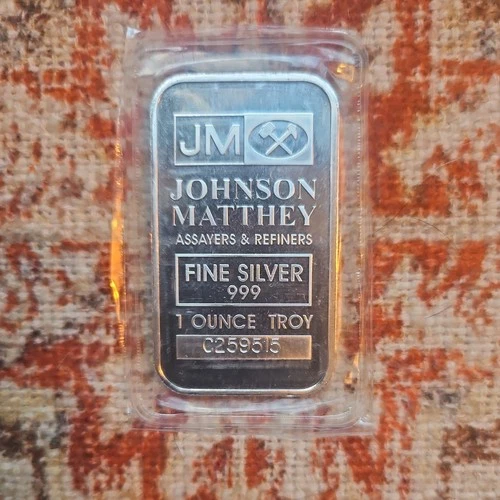 JM
JOHNSON
MATTHEY
ASSAYERS & REFINERS
FINE SILVER
999
1 OUNCE TROY
C259515